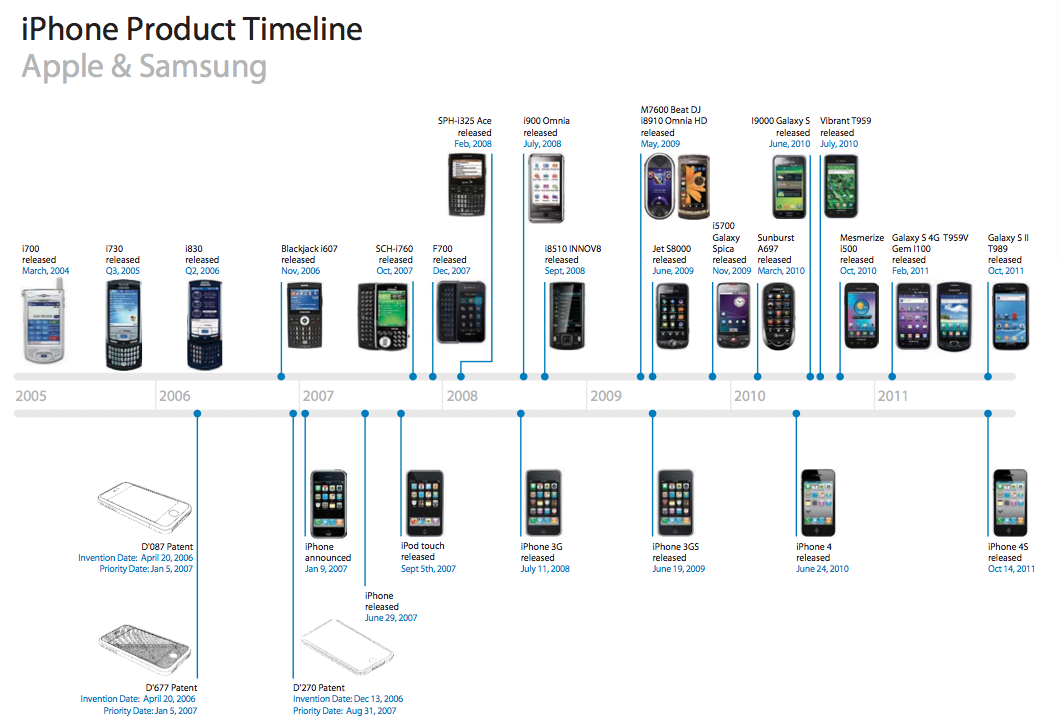 iPhone Product Timeline
Apple & Samsung
SPH-i325 Ace
released
Feb, 2008
i900 Omnia
released
July, 2008
M7600 Beat DJ
i8910 Omnia HD
released
May, 2009
I9000 Galaxy S
released
June, 2010
Vibrant T959
released
July, 2010
i700
released
March, 2004
i730
released
Q3, 2005
i830
released
Q2, 2006
Blackjack i607
released
Nov, 2006
SCH-i760
released
Oct, 2007
F700
released
Dec, 2007
i8510 INNOV8
released
Sept, 2008
Jet S8000
released
June, 2009
i5700
Galaxy
Spica
released
Nov, 2009
Sunburst
A697
released
March, 2010
Mesmerize
i500
released
Oct, 2010
Galaxy S 4G T959V
Gem I100
released
Feb, 2011
Galaxy S II
T989
released
Oct, 2011
2005
2006
2007
2008
2009
2010
2011
D'087 Patent
Invention Date: April 20, 2006
Priority Date: Jan 5, 2007
iPhone
announced
Jan 9, 2007
iPod touch
released
Sept 5th, 2007
iPhone 3G
released
July 11, 2008
iPhone 3GS
released
June 19, 2009
iPhone 4
released
June 24, 2010
iPhone 4S
released
Oct 14, 2011
iPhone
released
June 29, 2007
D'677 Patent
Invention Date: April 20, 2006
Priority Date: Jan 5, 2007
D'270 Patent
Invention Date: Dec 13, 2006
Priority Date: Aug 31, 2007